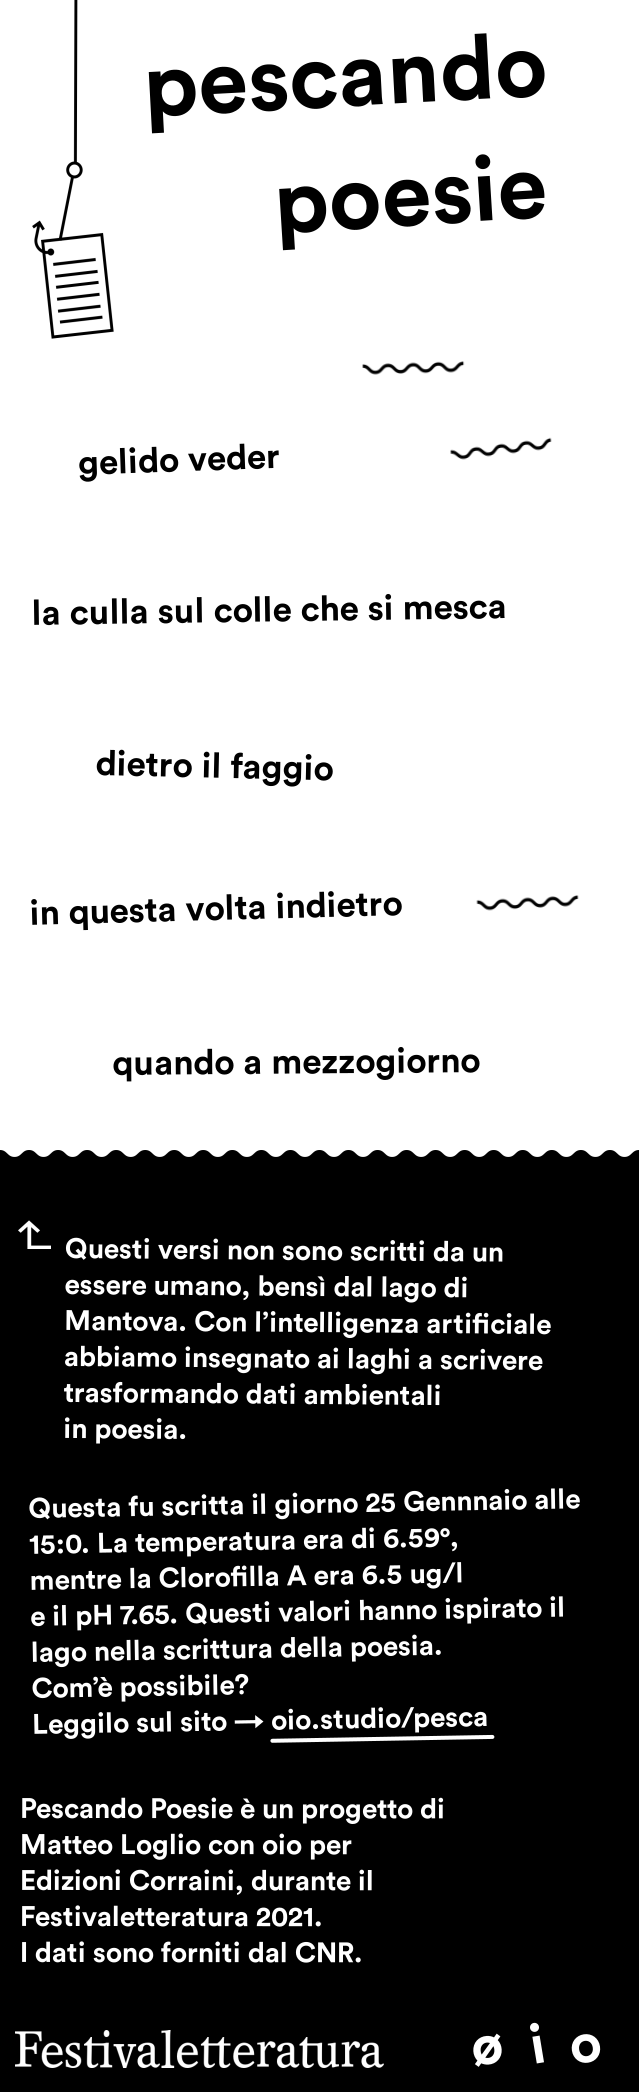 pescando
poesie
gelido veder
la culla sul colle che si mesca
dietro il faggio
in questa volta indietro
quando a mezzogiorno
Questi versi non sono scritti da un
essere umano, bensì dal lago di
Mantova. Con l’intelligenza artificiale
abbiamo insegnato ai laghi a scrivere
trasformando dati ambientali
in poesia.
Questa fu scritta il giorno 25 Gennnaio alle
15:0. La temperatura era di 6.59°,
mentre la Clorofilla A era 6.5 ug/l
e il pH 7.65. Questi valori hanno ispirato il
lago nella scrittura della poesia.
Com’è possibile?
Leggilo sul sito → oio.studio/pesca
Pescando Poesie è un progetto di
Matteo Loglio con oio per
Edizioni Corraini, durante il
Festivaletteratura 2021.
I dati sono forniti dal CNR.
Festivaletteratura ø i o